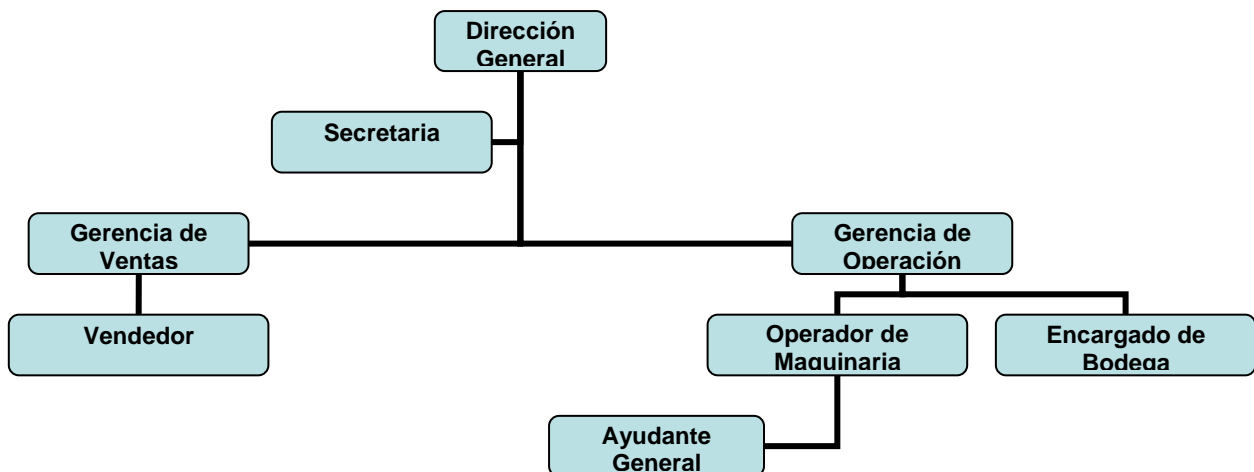 Dirección
General
Secretaria
Gerencia de
Ventas
Gerencia de
Operación
Vendedor
Operador de
Maquinaria
Encargado de
Bodega
Ayudante
General